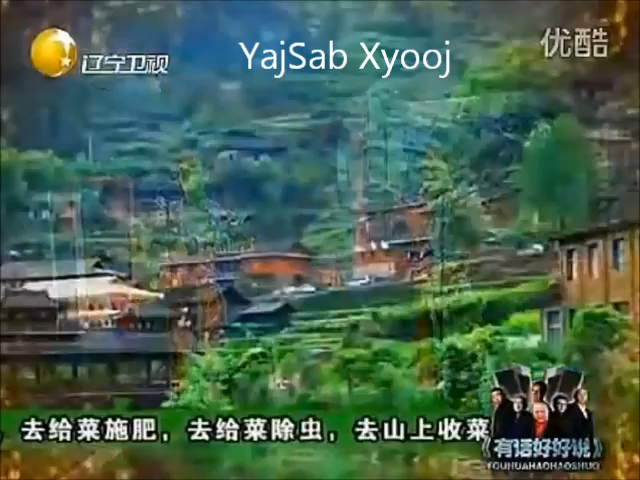 辽宁卫视
YajSab Xyooj
优酷
，去给菜施肥，去给菜除虫，去山上收菜
《有话好好说》
YOUHUAHAOHAOSHUO